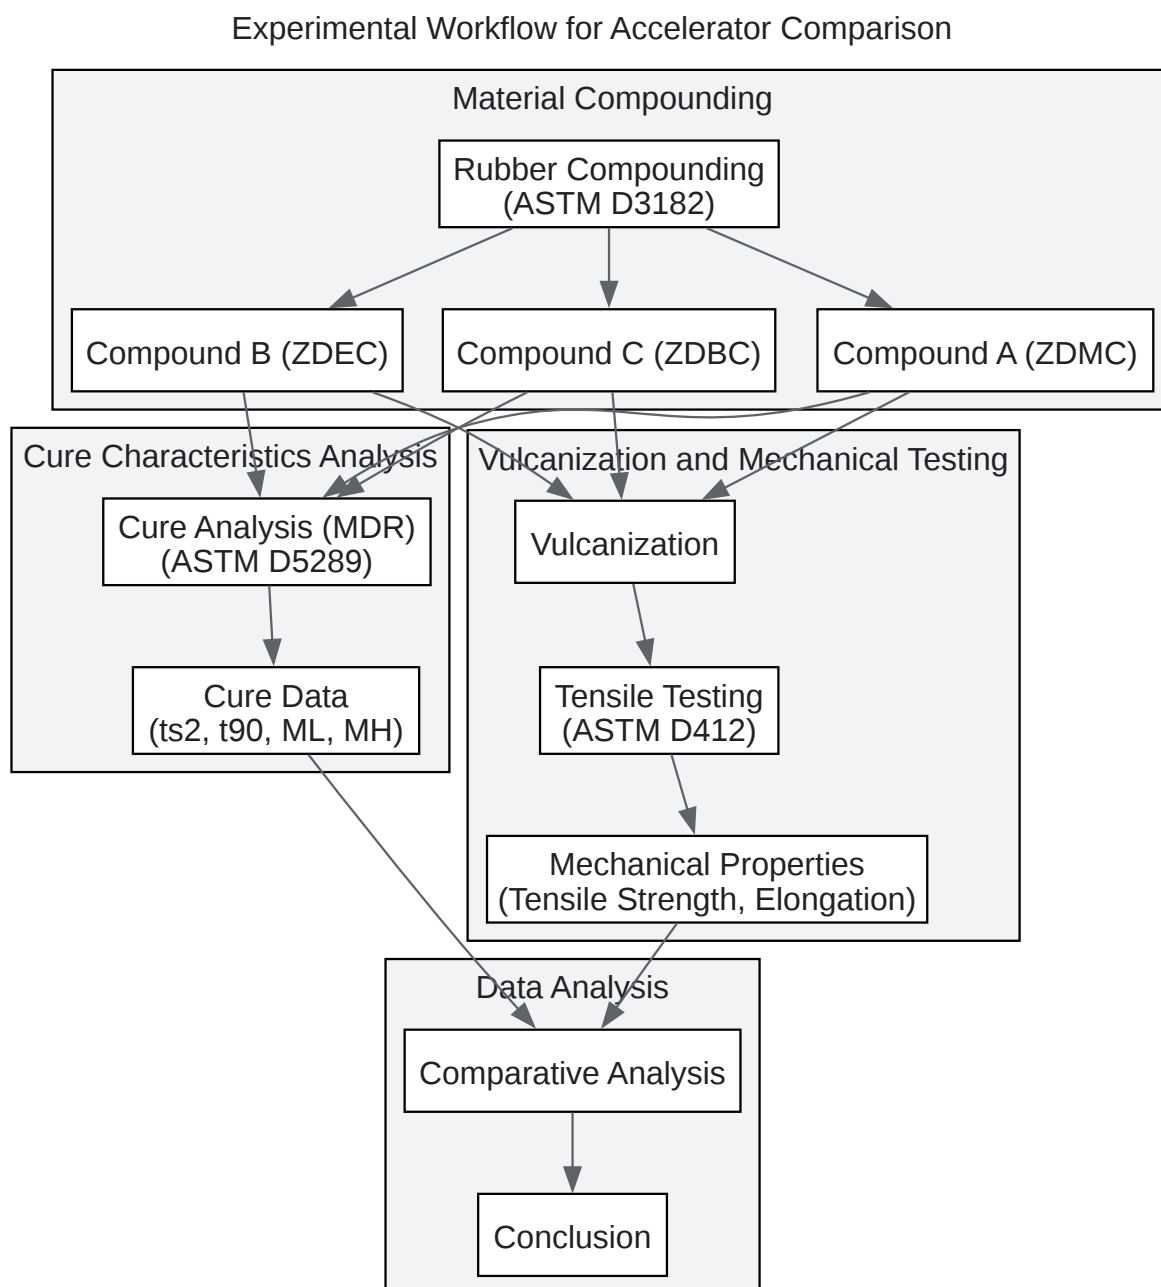 Experimental Workflow for Accelerator Comparison
Material Compounding
Rubber Compounding
(ASTM D3182)
Compound B (ZDEC)
Compound C (ZDBC)
Compound A (ZDMC)
Cure Characteristics Analysis
Vulcanization and Mechanical Testing
Cure Analysis (MDR)
(ASTM D5289)
Vulcanization
Cure Data
(ts2, t90, ML, MH)
Tensile Testing
(ASTM D412)
Mechanical Properties
(Tensile Strength, Elongation)
Data Analysis
Comparative Analysis
Conclusion